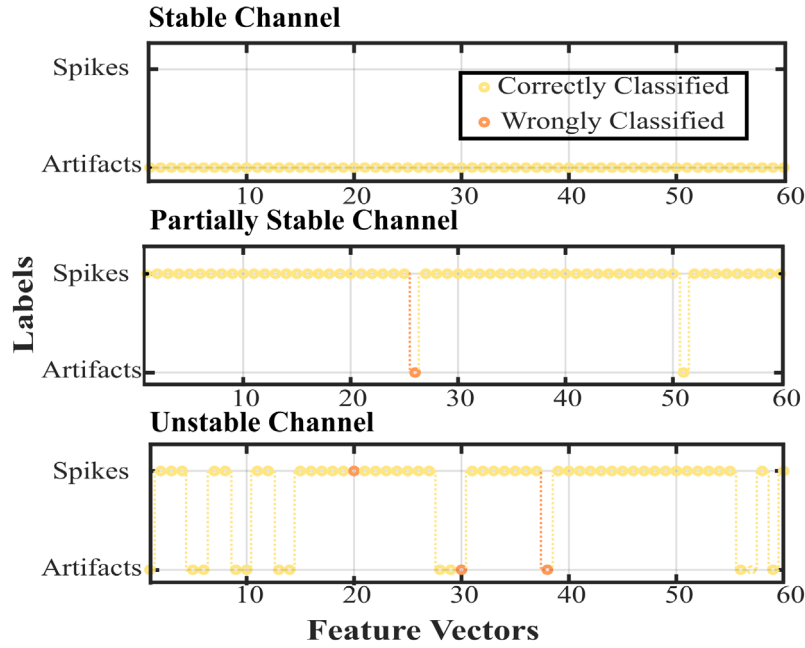 Stable Channel
Spikes
Correctly Classified
Wrongly Classified
Artifacts
10 20 30 40 50 60
Partially Stable Channel
Spikes
Labels
Artifacts
10 20 30 40 50 60
Unstable Channel
Spikes
Artifacts
10 20 30 40 50 60
Feature Vectors